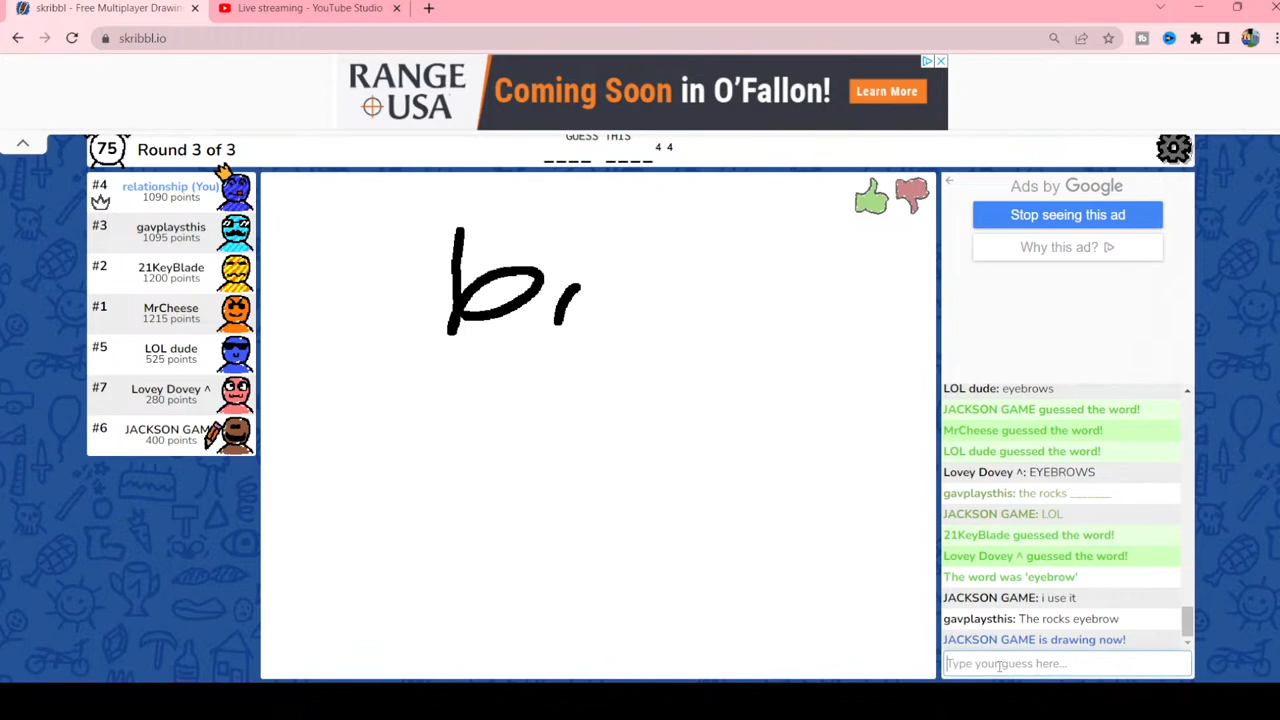 skribbl - Free Multiplayer Drawin
Live streaming - YouTube Studio
skribbl.io
RANGE USA
Coming Soon in O'Fallon!
Learn More
75
Round 3 of 3
GUESS THIS
____ ____ 4 4
#4 relationship (You)
1090 points
#3 gavplaysthis
1095 points
#2 21KeyBlade
1200 points
#1 MrCheese
1215 points
#5 LOL dude
525 points
#7 Lovey Dovey ^
280 points
#6 JACKSON GAM
400 points
br
Ads by Google
Stop seeing this ad
Why this ad?
LOL dude: eyebrows
JACKSON GAME guessed the word!
MrCheese guessed the word!
LOL dude guessed the word!
Lovey Dovey ^: EYEBROWS
gavplaysthis: the rocks _______
JACKSON GAME: LOL
21KeyBlade guessed the word!
Lovey Dovey ^ guessed the word!
The word was 'eyebrow'
JACKSON GAME: i use it
gavplaysthis: The rocks eyebrow
JACKSON GAME is drawing now!
Type your guess here...